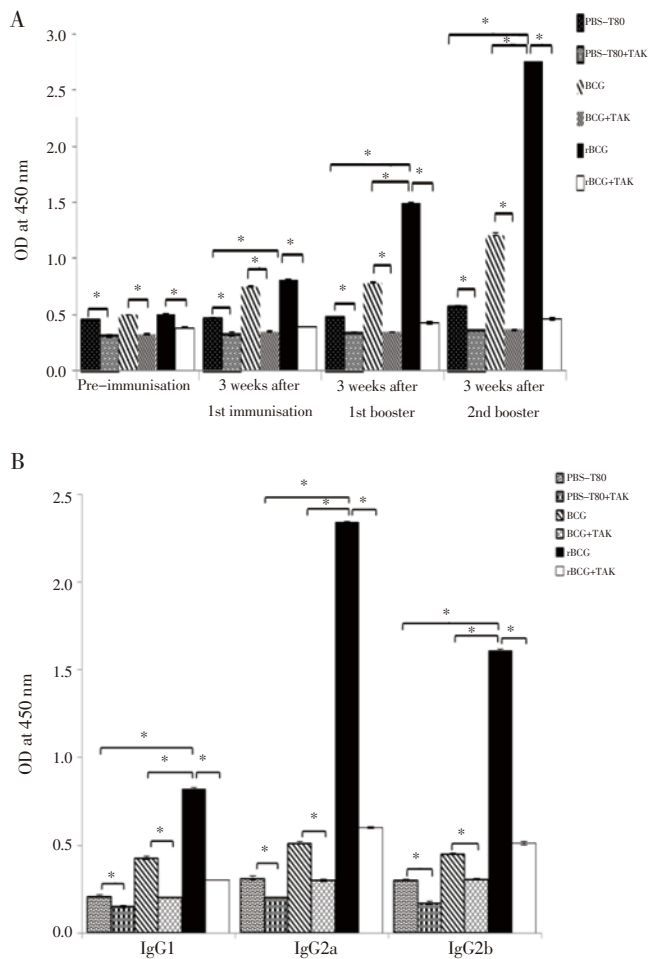 A
3.0
2.5
2.0
1.5
1.0
0.5
0.0
OD at 450 nm
* * * * * * * * * * * * * * * * *
PBS-T80
PBS-T80+TAK
BCG
BCG+TAK
rBCG
rBCG+TAK
Pre-immunisation
3 weeks after
1st immunisation
3 weeks after
1st booster
3 weeks after
2nd booster
B
2.5
2.0
1.5
1.0
0.5
0.0
OD at 450 nm
* * * * * * * * * * * * * * *
PBS-T80
PBS-T80+TAK
BCG
BCG+TAK
rBCG
rBCG+TAK
IgG1
IgG2a
IgG2b